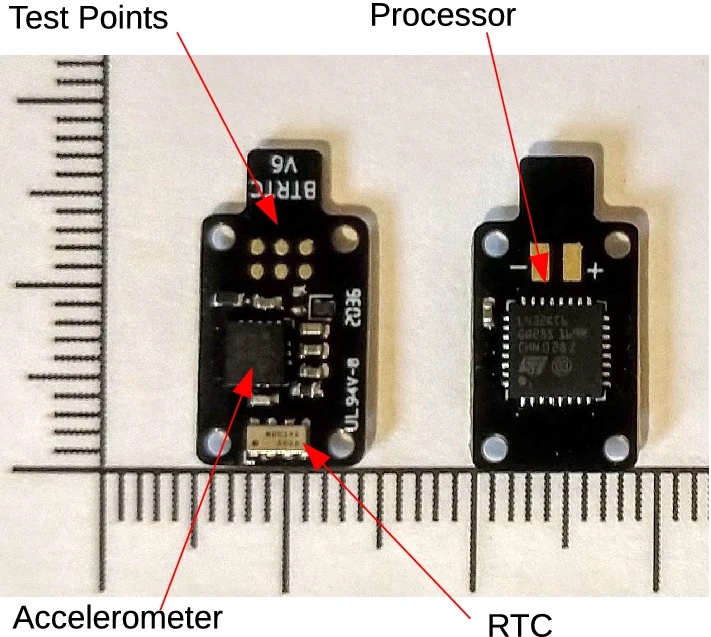 Test Points
Processor
V6
BTRTC
- +
2036
UL94V-0
Accelerometer
RTC